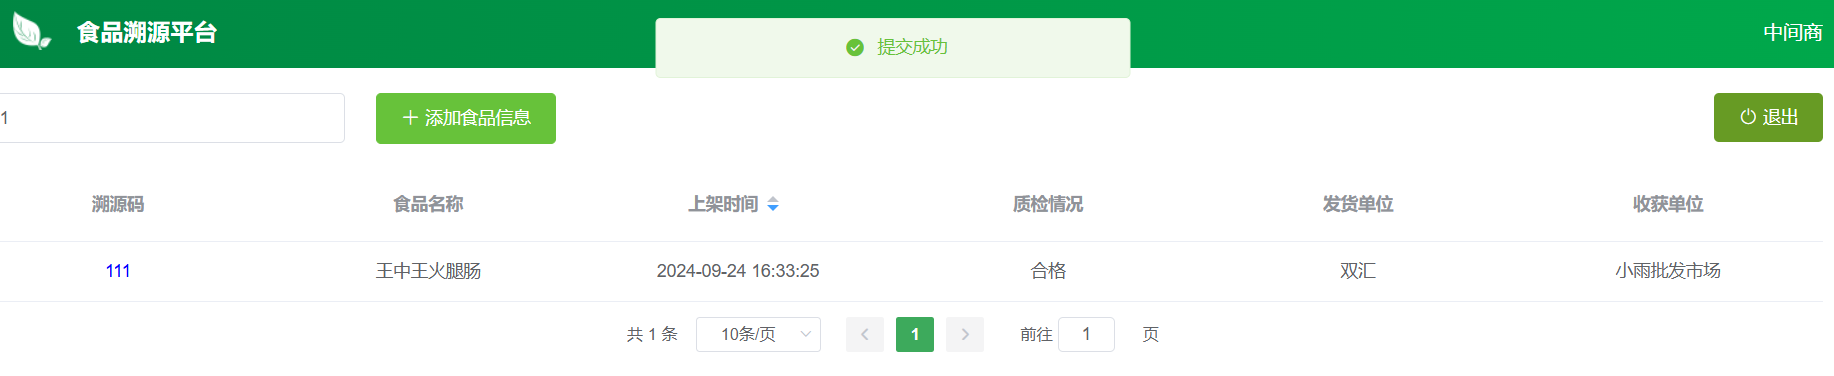 食品溯源平台
提交成功
中间商
1
添加食品信息
退出
溯源码 食品名称 上架时间 质检情况 发货单位 收获单位
111 王中王火腿肠 2024-09-24 16:33:25 合格 双汇 小雨批发市场
共 1 条 10条/页 1 前往 1 页